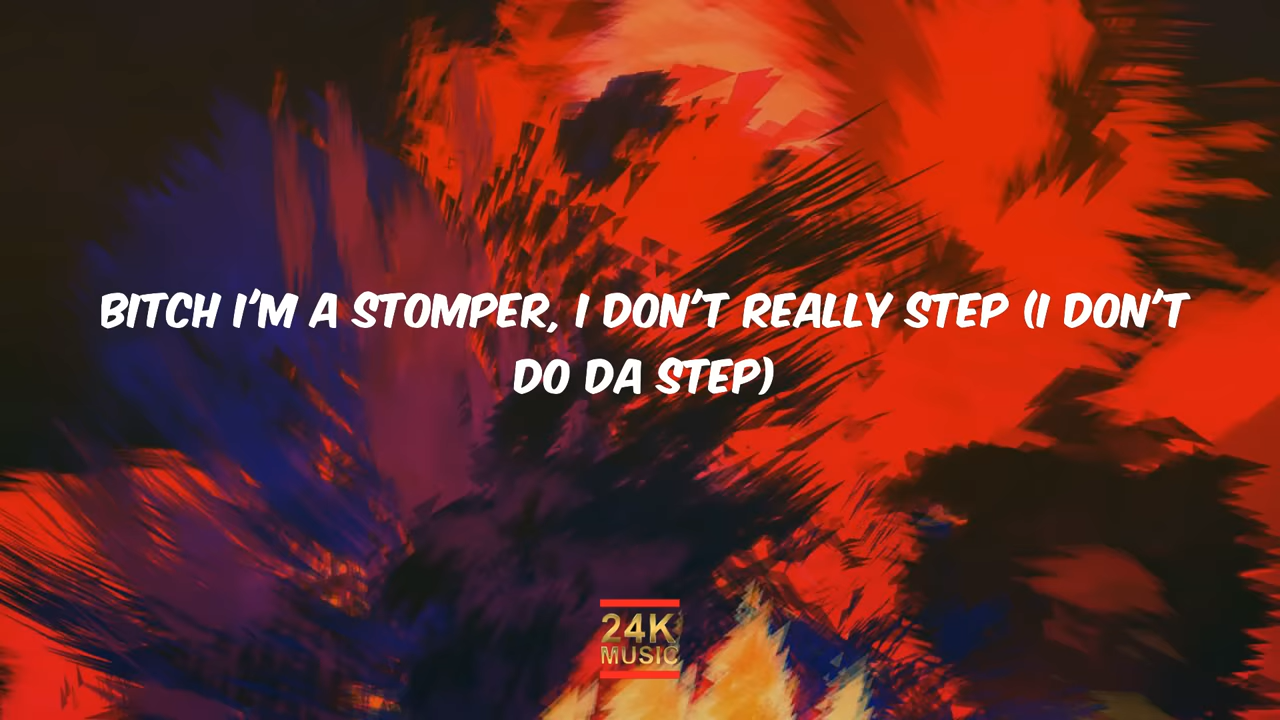 BITCH I'M A STOMPER, I DON'T REALLY STEP (I DON'T
DO DA STEP)
24K
MUSIC